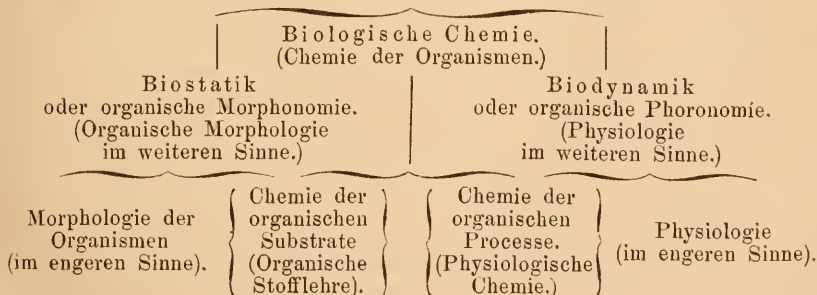 Biologische Chemie.
(Chemie der Organismen.)
Biostatik
oder organische Morphonomie.
(Organische Morphologie
im weiteren Sinne.)
Biodynamik
oder organische Phoronomie.
(Physiologie
im weiteren Sinne.)
Morphologie der
Organismen
(im engeren Sinne).
Chemie der
organischen
Substrate
(Organische
Stofflehre).
Chemie der
organischen
Processe.
(Physiologische
Chemie.)
Physiologie
(im engeren Sinne).